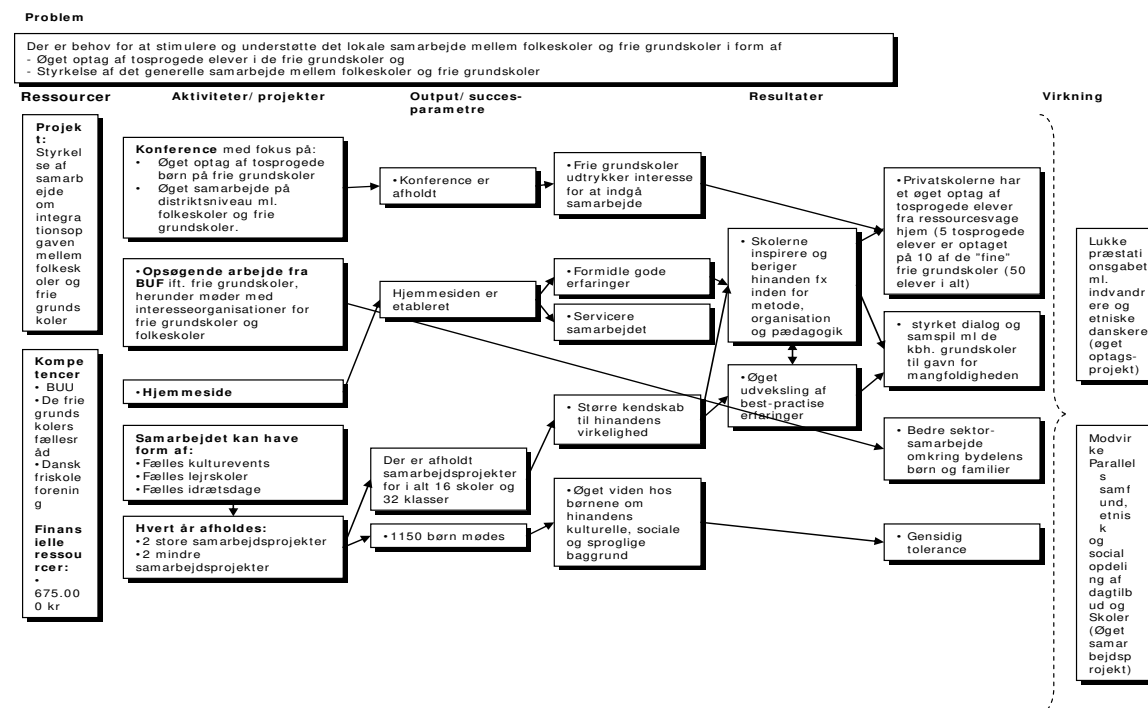 Problem
Der er behov for at stimulere og understøtte det lokale samarbejde mellem folkeskoler og frie grundskoler i form af
- Øget optag af tosprogede elever i de frie grundskoler og
- Styrkelse af det generelle samarbejde mellem folkeskoler og frie grundskoler
Ressourcer
Aktiviteter/ projekter
Output/ succes-
parametre
Resultater
Virkning
Projek
t:
Styrkel
se af
samarb
ejde
om
integra
tionsop
gaven
mellem
folkesk
oler og
frie
grunds
koler
Kompe
tencer
• BUU
• De frie
grunds
kolers
fællesr
åd
• Dansk
friskole
forenin
g
Finans
ielle
ressou
rcer:
•
675.00
0 kr
Konference med fokus på:
• Øget optag af tosprogede
børn på frie grundskoler
• Øget samarbejde på
distriktsniveau ml.
folkeskoler og frie
grundskoler.
• Opsøgende arbejde fra
BUF ift. frie grundskoler,
herunder møder med
interesseorganisationer for
frie grundskoler og
folkeskoler
• Hjemmeside
Samarbejdet kan have
form af:
• Fælles kulturevents
• Fælles lejrskoler
• Fælles idrætsdage
Hvert år afholdes:
• 2 store samarbejdsprojekter
• 2 mindre
samarbejdsprojekter
• Konference er
afholdt
Hjemmesiden er
etableret
Der er afholdt
samarbejdsprojekter
for i alt 16 skoler og
32 klasser
• 1150 børn mødes
• Frie grundskoler
udtrykker interesse
for at indgå
samarbejde
• Formidle gode
erfaringer
• Servicere
samarbejdet
• Større kendskab
til hinandens
virkelighed
• Øget viden hos
børnene om
hinandens
kulturelle, sociale
og sproglige
baggrund
• Skolerne
inspirere og
beriger
hinanden fx
inden for
metode,
organisation
og pædagogik
• Øget
udveksling af
best-practise
erfaringer
• Privatskolerne har
et øget optag af
tosprogede elever
fra ressourcesvage
hjem (5 tosprogede
elever er optaget
på 10 af de "fine"
frie grundskoler (50
elever i alt)
• styrket dialog og
samspil ml de
kbh. grundskoler
til gavn for
mangfoldigheden
• Bedre sektor-
samarbejde
omkring bydelens
børn og familier
• Gensidig
tolerance
Lukke
præstati
onsgabet
ml.
indvandr
ere og
etniske
danskere
(øget
optags-
projekt)
Modvir
ke
Parallel
s
samf
und,
etnis
k
og
social
opdeli
ng af
dagtilb
ud og
Skoler
(Øget
samar
bejdsp
rojekt)